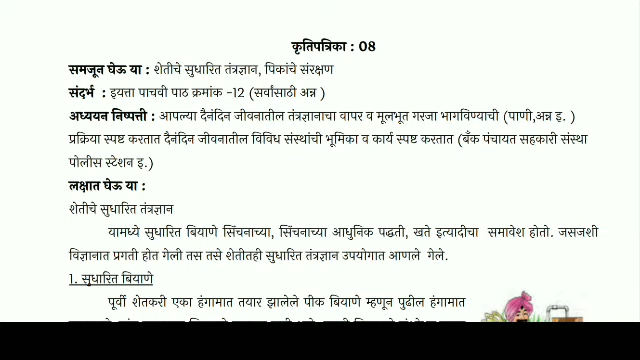 कृतिपत्रिका : 08
समजून घेऊ या : शेतीचे सुधारित तंत्रज्ञान, पिकांचे संरक्षण
संदर्भ : इयत्ता पाचवी पाठ क्रमांक -12 (सर्वांसाठी अन्न )
अध्ययन निष्पत्ती : आपल्या दैनंदिन जीवनातील तंत्रज्ञानाचा वापर व मूलभूत गरजा भागविण्याची (पाणी,अन्न इ. )
प्रक्रिया स्पष्ट करतात दैनंदिन जीवनातील विविध संस्थांची भूमिका व कार्य स्पष्ट करतात (बँक पंचायत सहकारी संस्था
पोलीस स्टेशन इ.)
लक्षात घेऊ या :
शेतीचे सुधारित तंत्रज्ञान
यामध्ये सुधारित बियाणे सिंचनाच्या, सिंचनाच्या आधुनिक पद्धती, खते इत्यादीचा समावेश होतो. जसजशी
विज्ञानात प्रगती होत गेली तस तसे शेतीतही सुधारित तंत्रज्ञान उपयोगात आणले गेले.
1. सुधारित बियाणे
पूर्वी शेतकरी एका हंगामात तयार झालेले पीक बियाणे म्हणून पुढील हंगामात